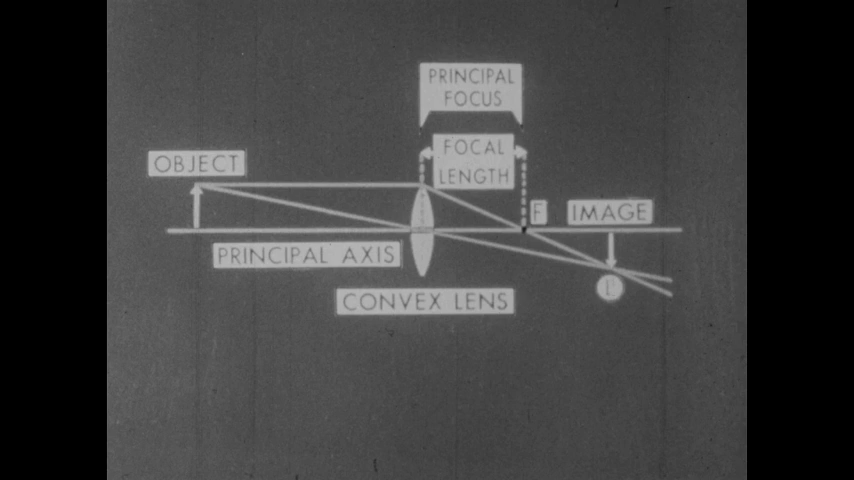 PRINCIPAL
FOCUS
FOCAL
LENGTH
OBJECT
F
IMAGE
PRINCIPAL AXIS
CONVEX LENS